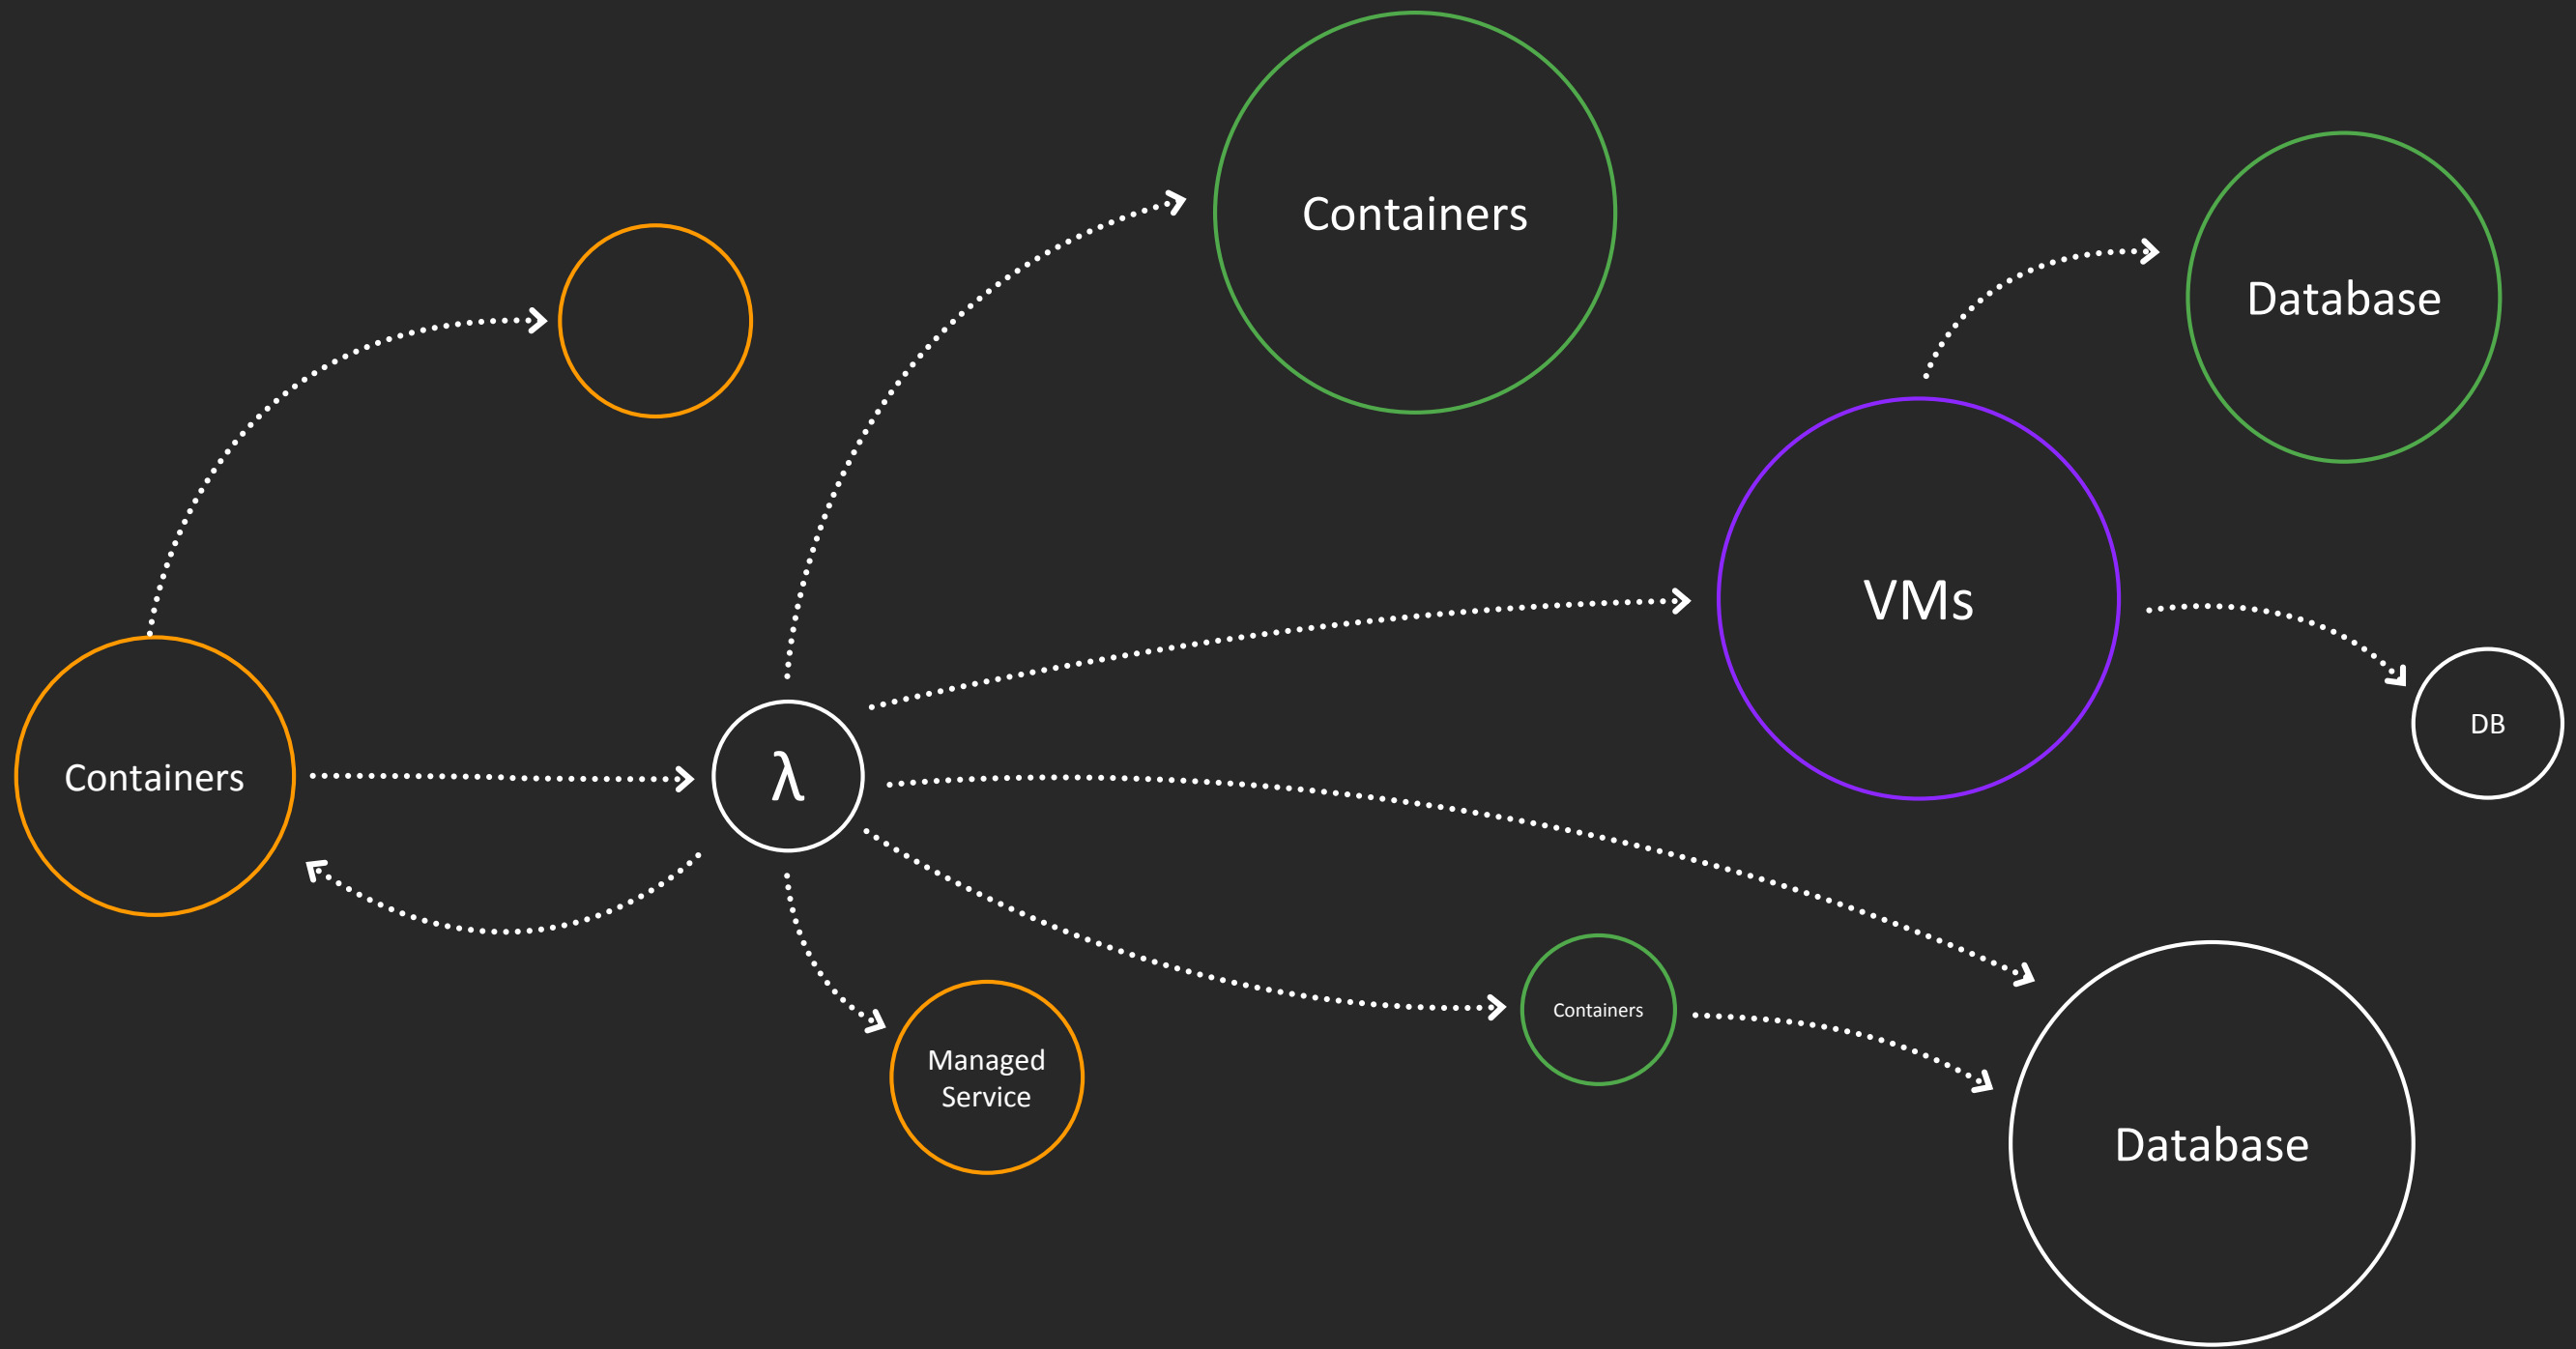 Containers
Database
VMs
DB
Containers
λ
Containers
Managed
Service
Database